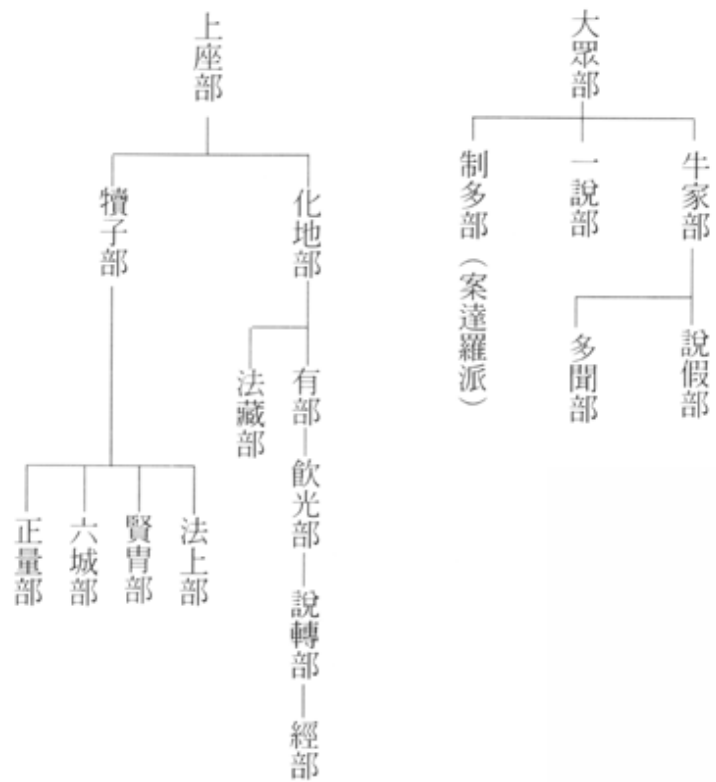 大眾部
牛家部
一說部
制多部（案達羅派）
說假部
多聞部
上座部
化地部
犢子部
有部
法藏部
飲光部
說轉部
經部
法上部
賢胄部
六城部
正量部